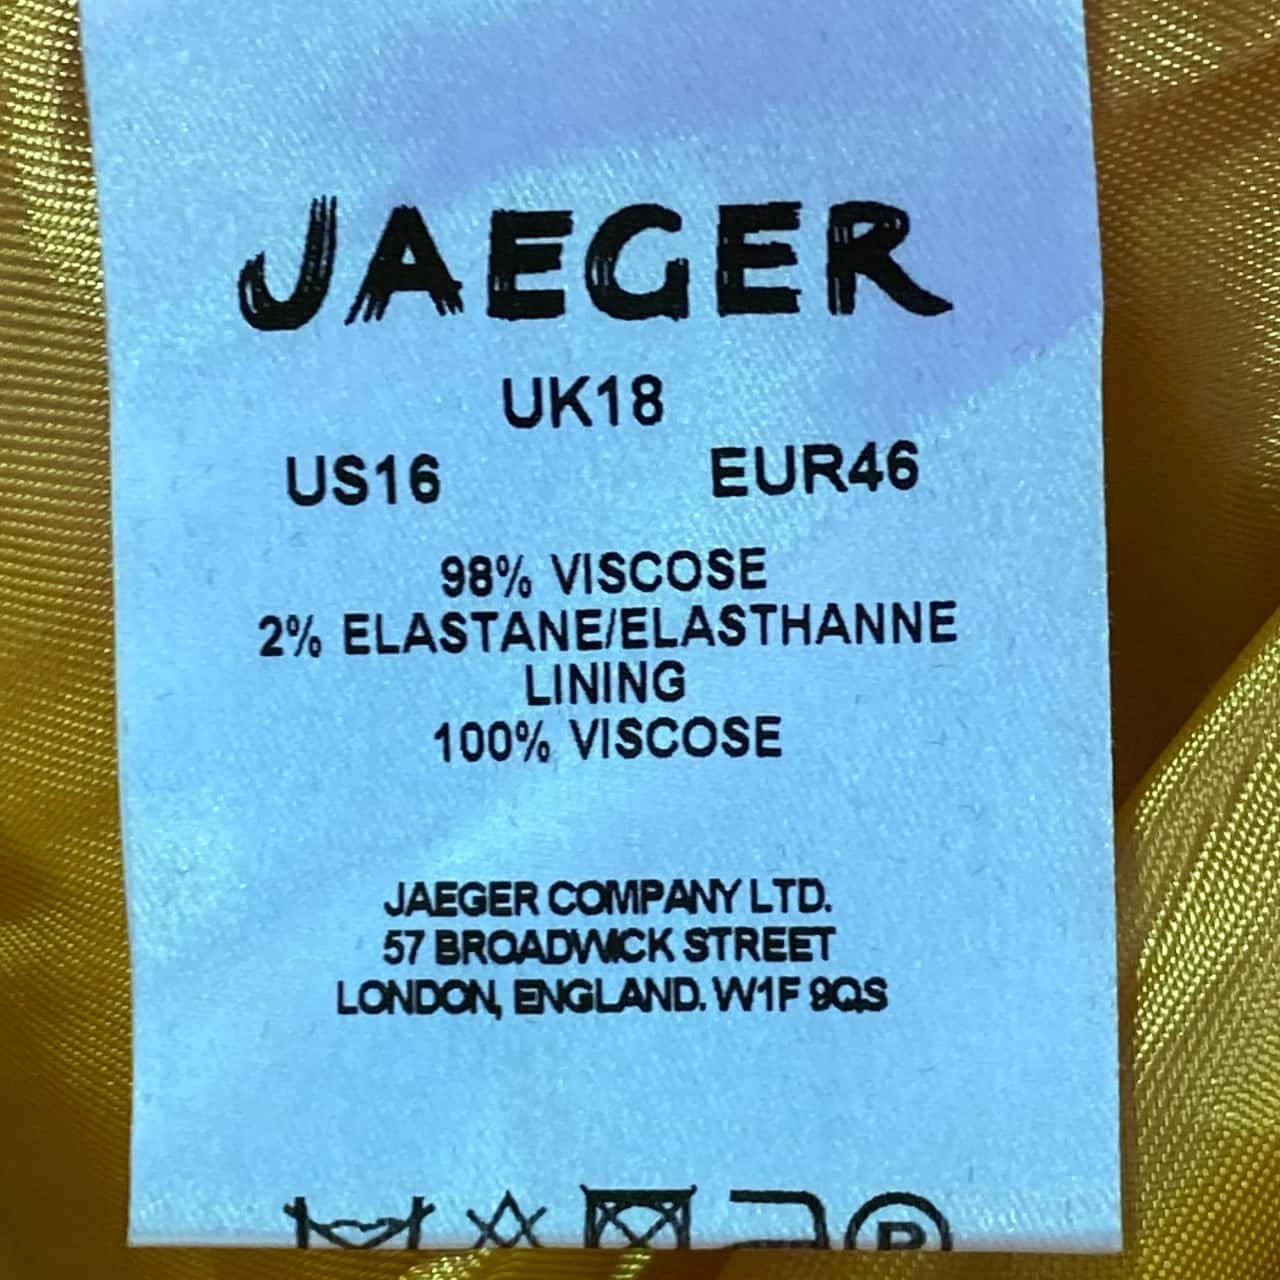 JAEGER
UK18
US16 EUR46
98% VISCOSE
2% ELASTANE/ELASTHANNE
LINING
100% VISCOSE
JAEGER COMPANY LTD.
57 BROADWICK STREET
LONDON, ENGLAND. W1F 9QS
P